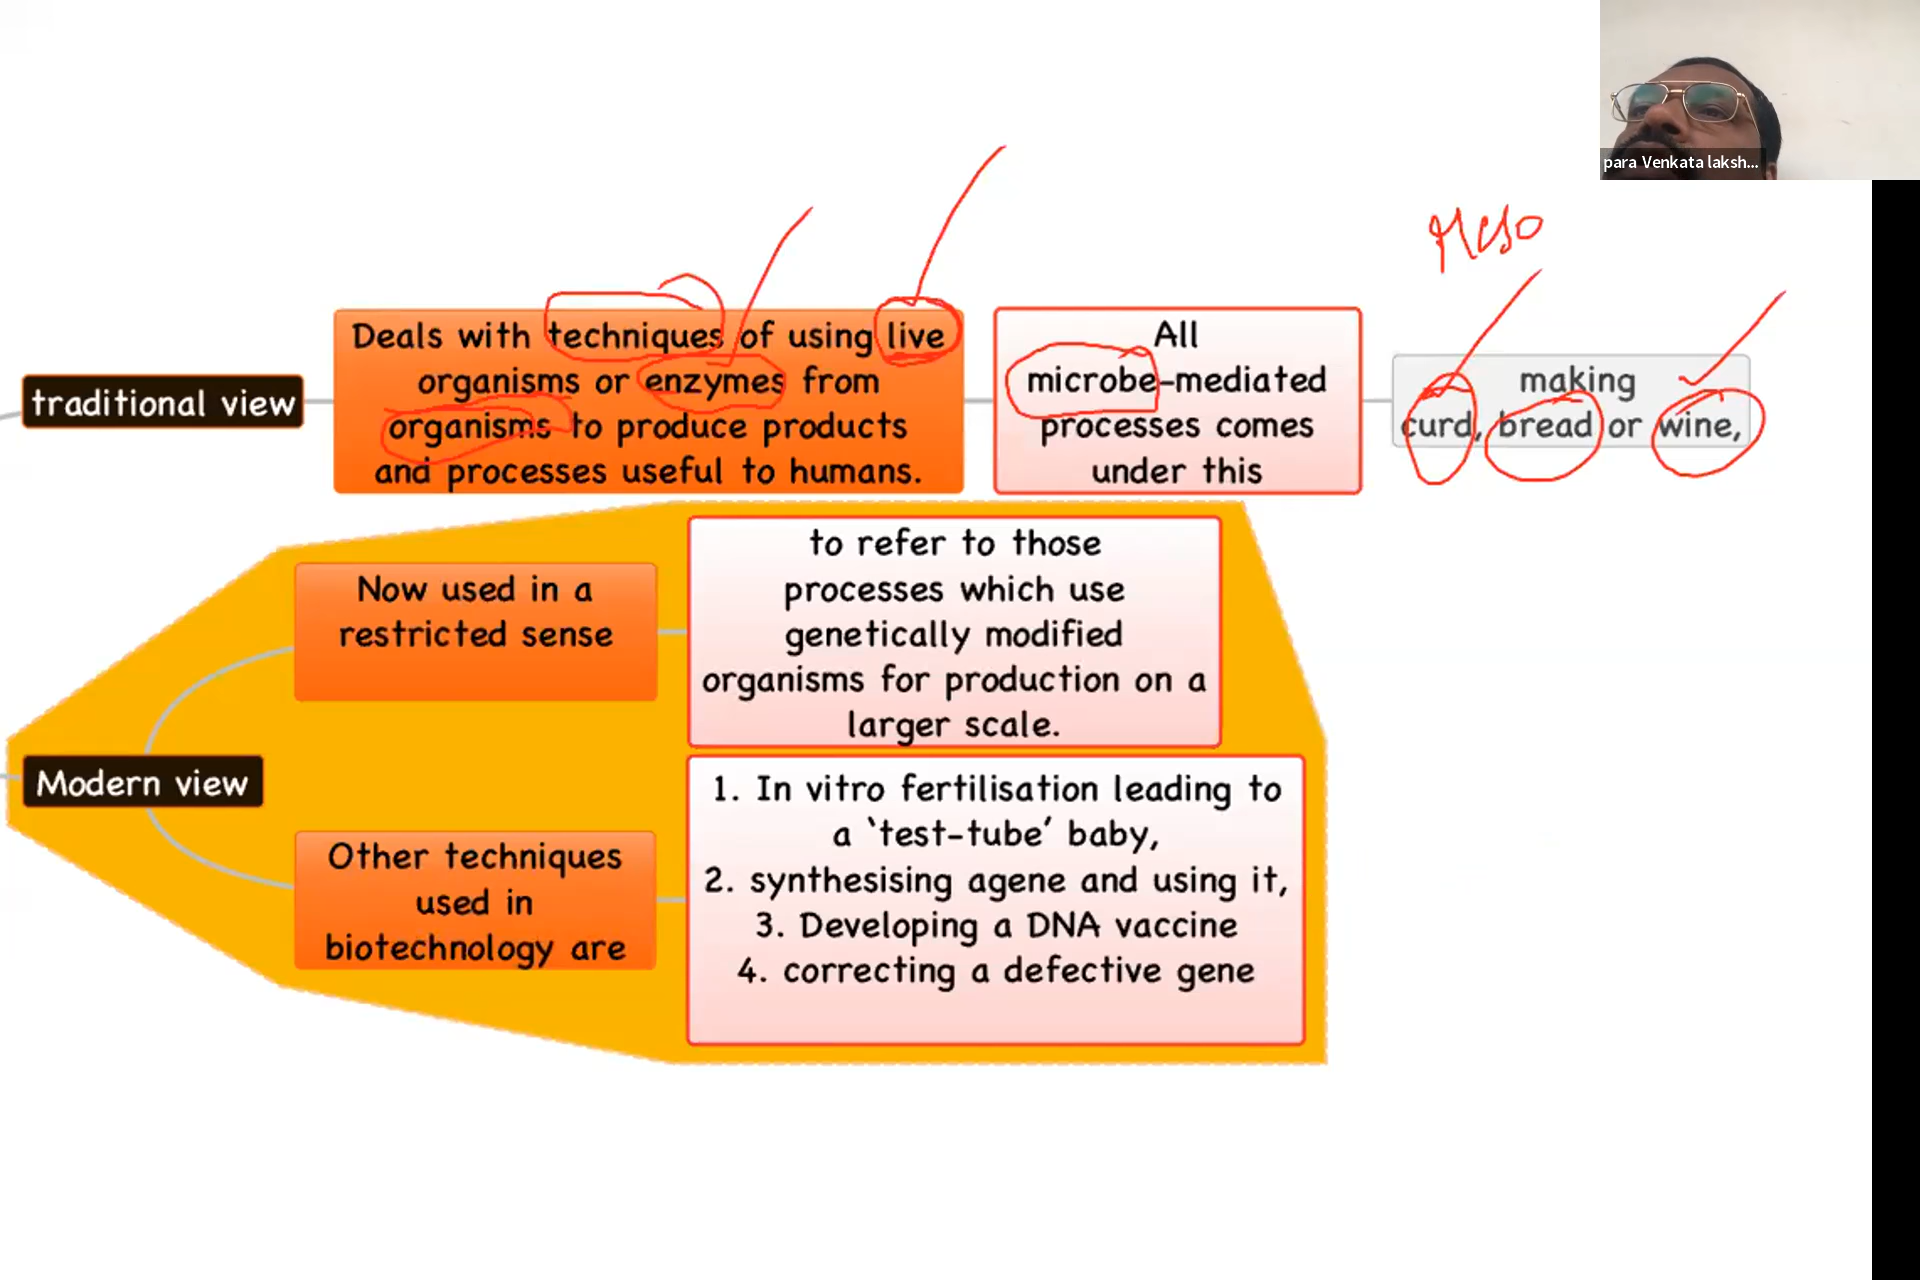 para Venkata laksh...
traditional view
Deals with techniques of using live
organisms or enzymes from
organisms to produce products
and processes useful to humans.
All
microbe-mediated
processes comes
under this
making
curd, bread or wine,
Modern view
Now used in a
restricted sense
to refer to those
processes which use
genetically modified
organisms for production on a
larger scale.
Other techniques
used in
biotechnology are
1. In vitro fertilisation leading to
a ‘test-tube’ baby,
2. synthesising agene and using it,
3. Developing a DNA vaccine
4. correcting a defective gene